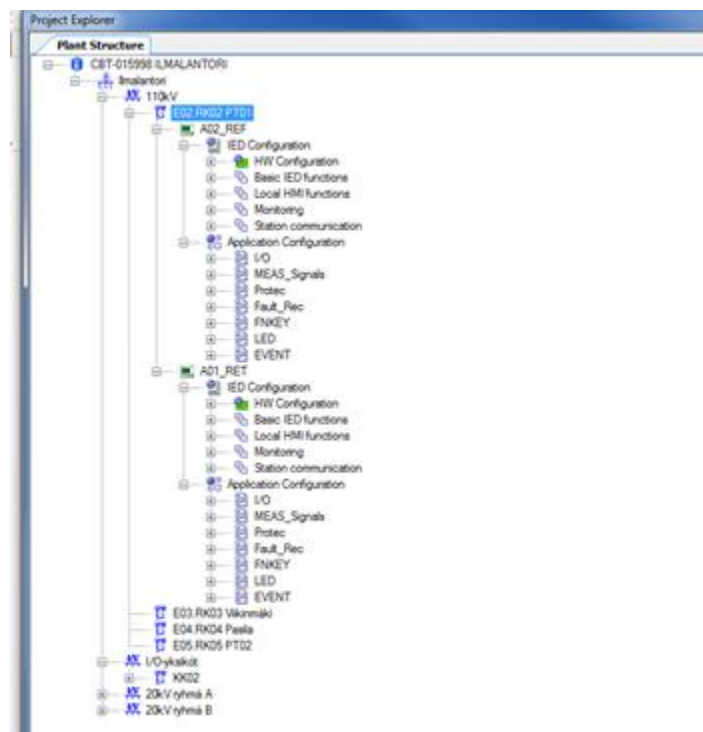 Project Explorer
Plant Structure
CBT-015998 ILMALANTORI
Ilmalantori
110kV
E02.RK02 PT01
A02_REF
IED Configuration
HW Configuration
Basic IED functions
Local HMI functions
Monitoring
Station communication
Application Configuration
I/O
MEAS_Signals
Protec
Fault_Rec
FNKEY
LED
EVENT
A01_RET
IED Configuration
HW Configuration
Basic IED functions
Local HMI functions
Monitoring
Station communication
Application Configuration
I/O
MEAS_Signals
Protec
Fault_Rec
FNKEY
LED
EVENT
E03.RK03 Viikinmäki
E04.RK04 Pasila
E05.RK05 PT02
I/O-yksiköt
KK02
20kV ryhmä A
20kV ryhmä B